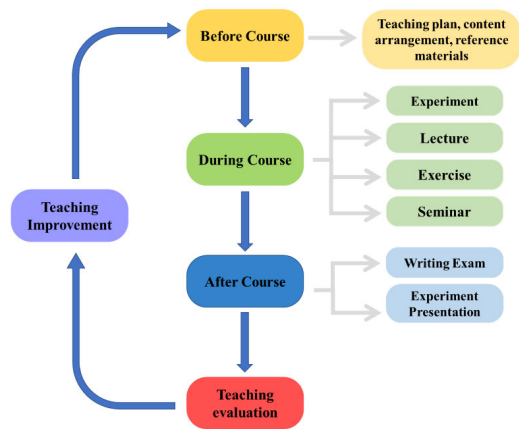 Before Course
Teaching plan, content
arrangement, reference
materials
During Course
Experiment
Lecture
Exercise
Seminar
Teaching
Improvement
After Course
Writing Exam
Experiment
Presentation
Teaching
evaluation